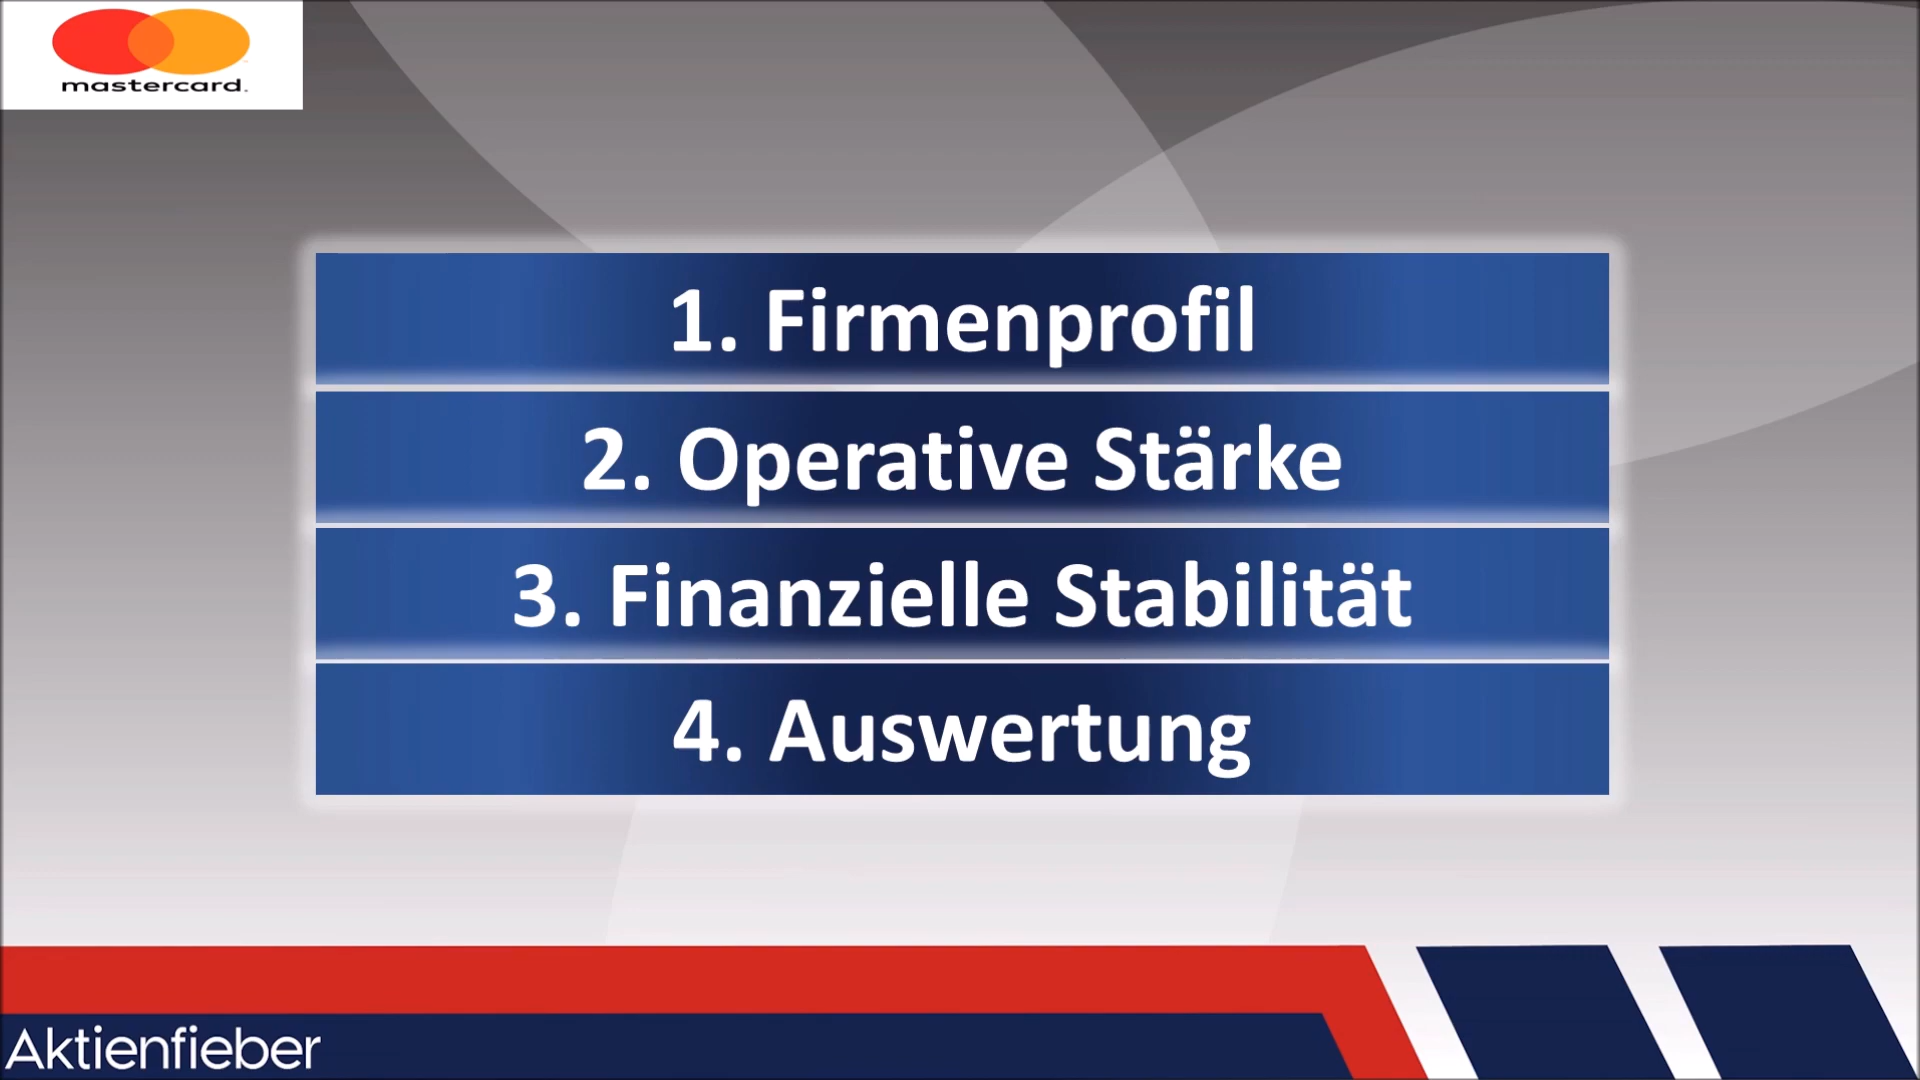 mastercard.
1. Firmenprofil
2. Operative Stärke
3. Finanzielle Stabilität
4. Auswertung
Aktienfieber